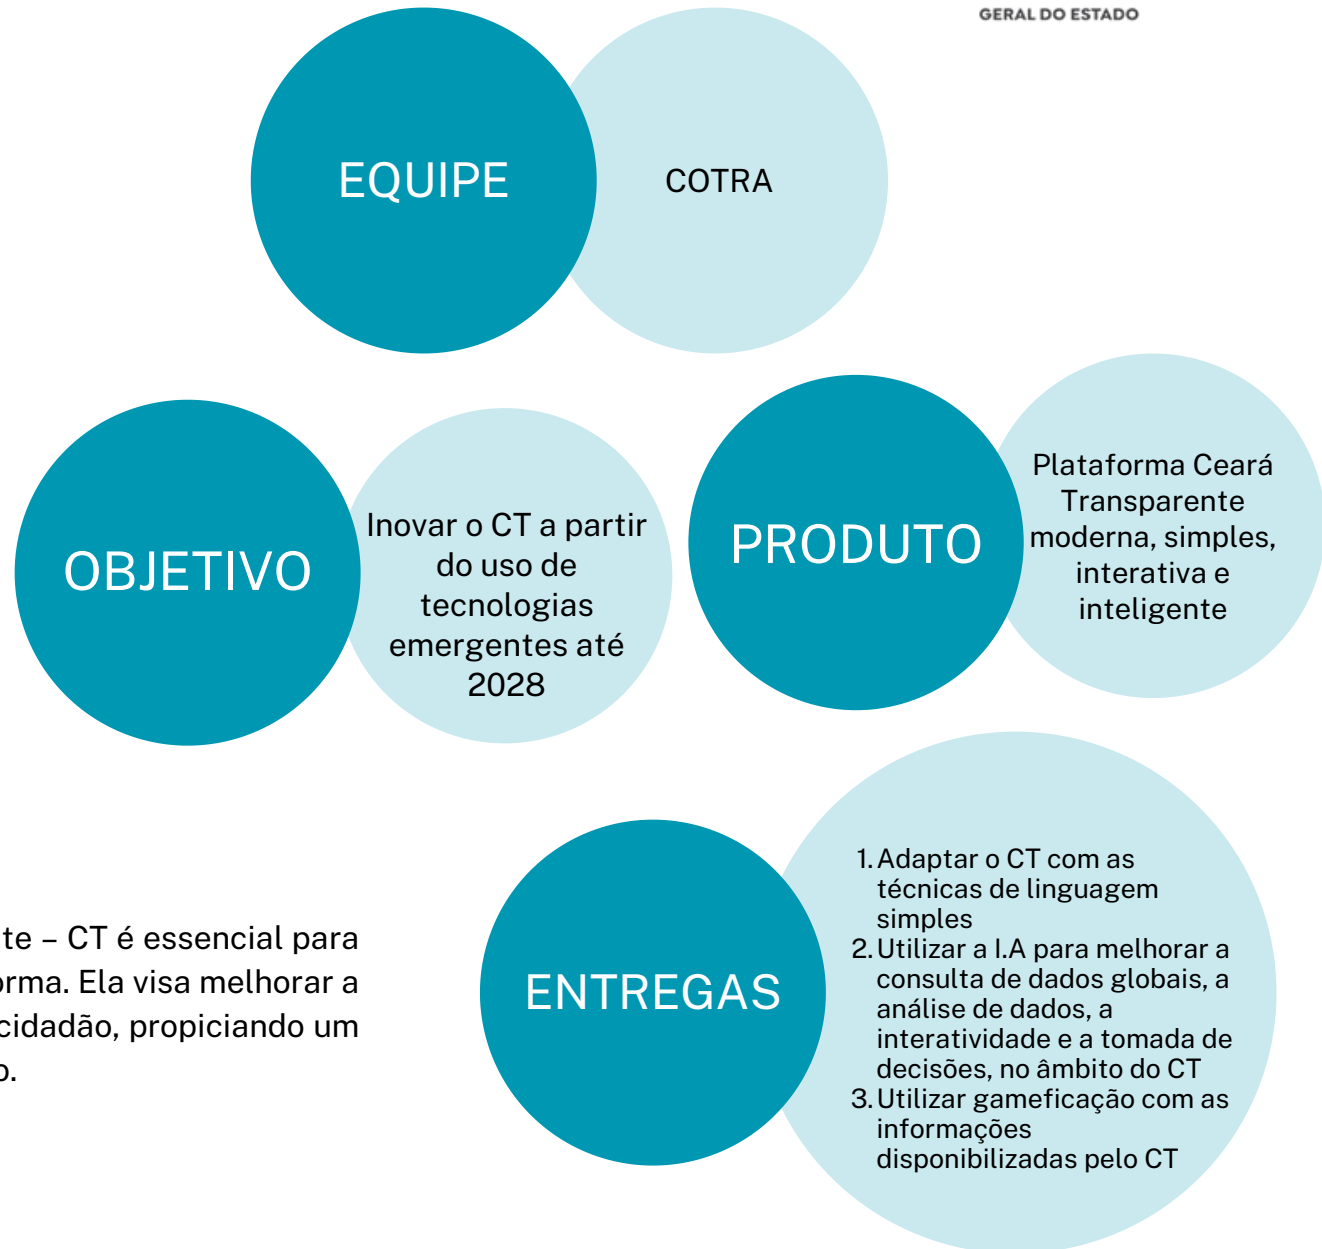 GERAL DO ESTADO
EQUIPE
COTRA
OBJETIVO
Inovar o CT a partir
do uso de
tecnologias
emergentes até
2028
PRODUTO
Plataforma Ceará
Transparente
moderna, simples,
interativa e
inteligente
te – CT é essencial para
orma. Ela visa melhorar a
cidadão, propiciando um
o.
ENTREGAS
1. Adaptar o CT com as
técnicas de linguagem
simples
2. Utilizar a I.A para melhorar a
consulta de dados globais, a
análise de dados, a
interatividade e a tomada de
decisões, no âmbito do CT
3. Utilizar gameficação com as
informações
disponibilizadas pelo CT